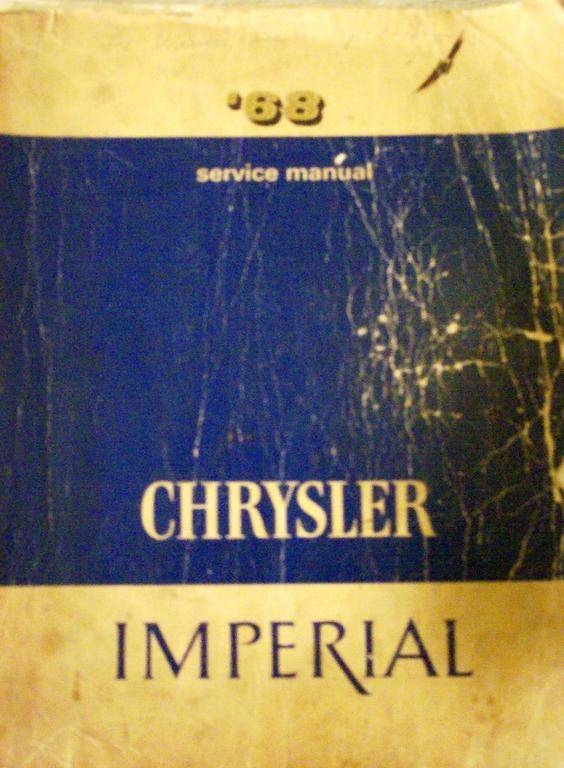 '68
service manual
CHRYSLER
IMPERIAL